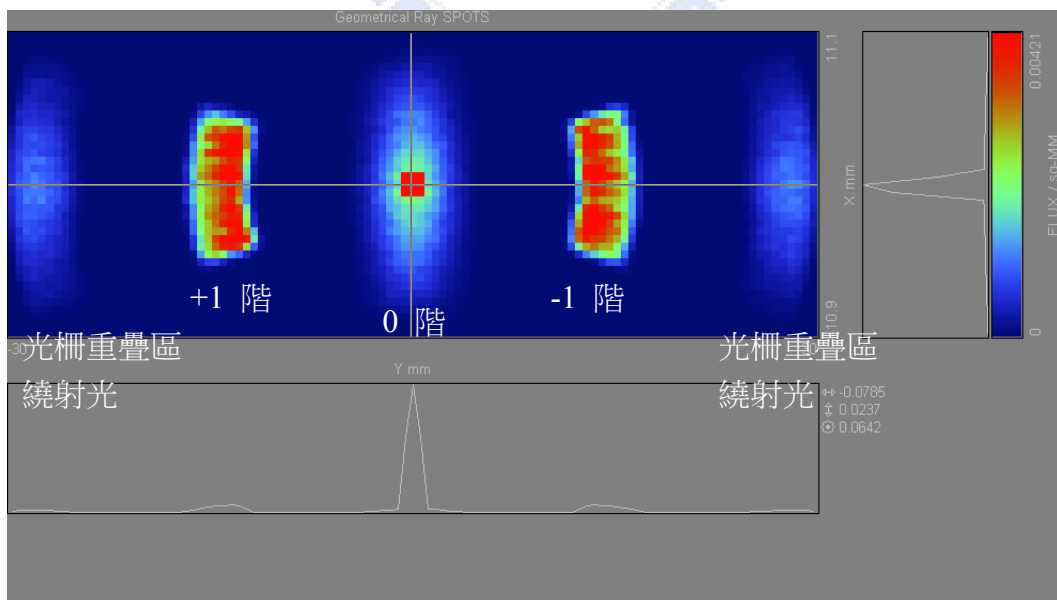 Geometrical Ray SPOTS
11.1
X mm
10.9
0.00421
FLUX / sq-MM
0
+1 階
0 階
-1 階
-30
光柵重疊區
繞射光
光柵重疊區
繞射光
Y mm
-0.0785
0.0237
0.0642